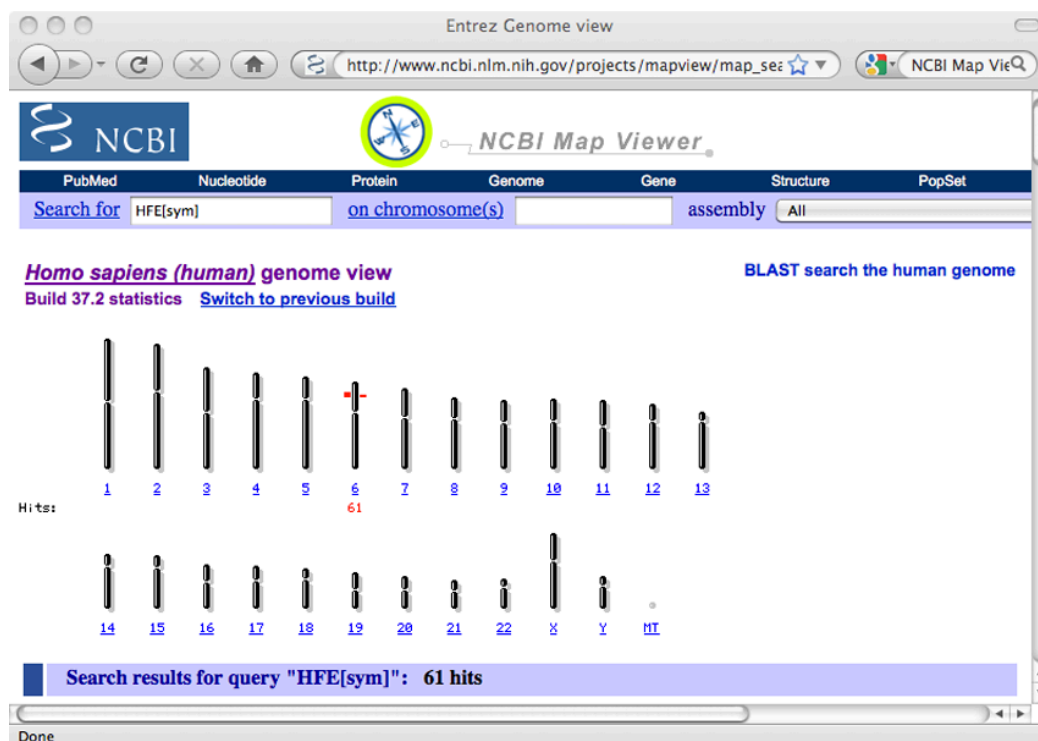 Entrez Genome view
http://www.ncbi.nlm.nih.gov/projects/mapview/map_sea NCBI Map Vie
NCBI NCBI Map Viewer
PubMed Nucleotide Protein Genome Gene Structure PopSet
Search for HFE[sym] on chromosome(s) assembly All
Homo sapiens (human) genome view BLAST search the human genome
Build 37.2 statistics Switch to previous build
1 2 3 4 5 6 7 8 9 10 11 12 13
Hits: 61
14 15 16 17 18 19 20 21 22 X Y MT
Search results for query "HFE[sym]": 61 hits
Done